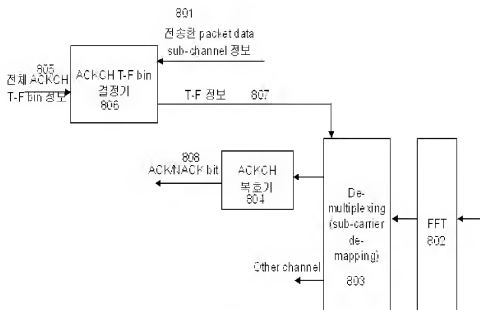 801
전송한 packet data
sub-channel 정보
805
전체 ACKCH
T-F bin 정보
ACKCH T-F bin
결정기
806
T-F 정보 807
808
ACK/NACK bit
ACKCH
복호기
804
De-
multiplexing
(sub-carrier
de-
mapping)
803
FFT
802
Other channel